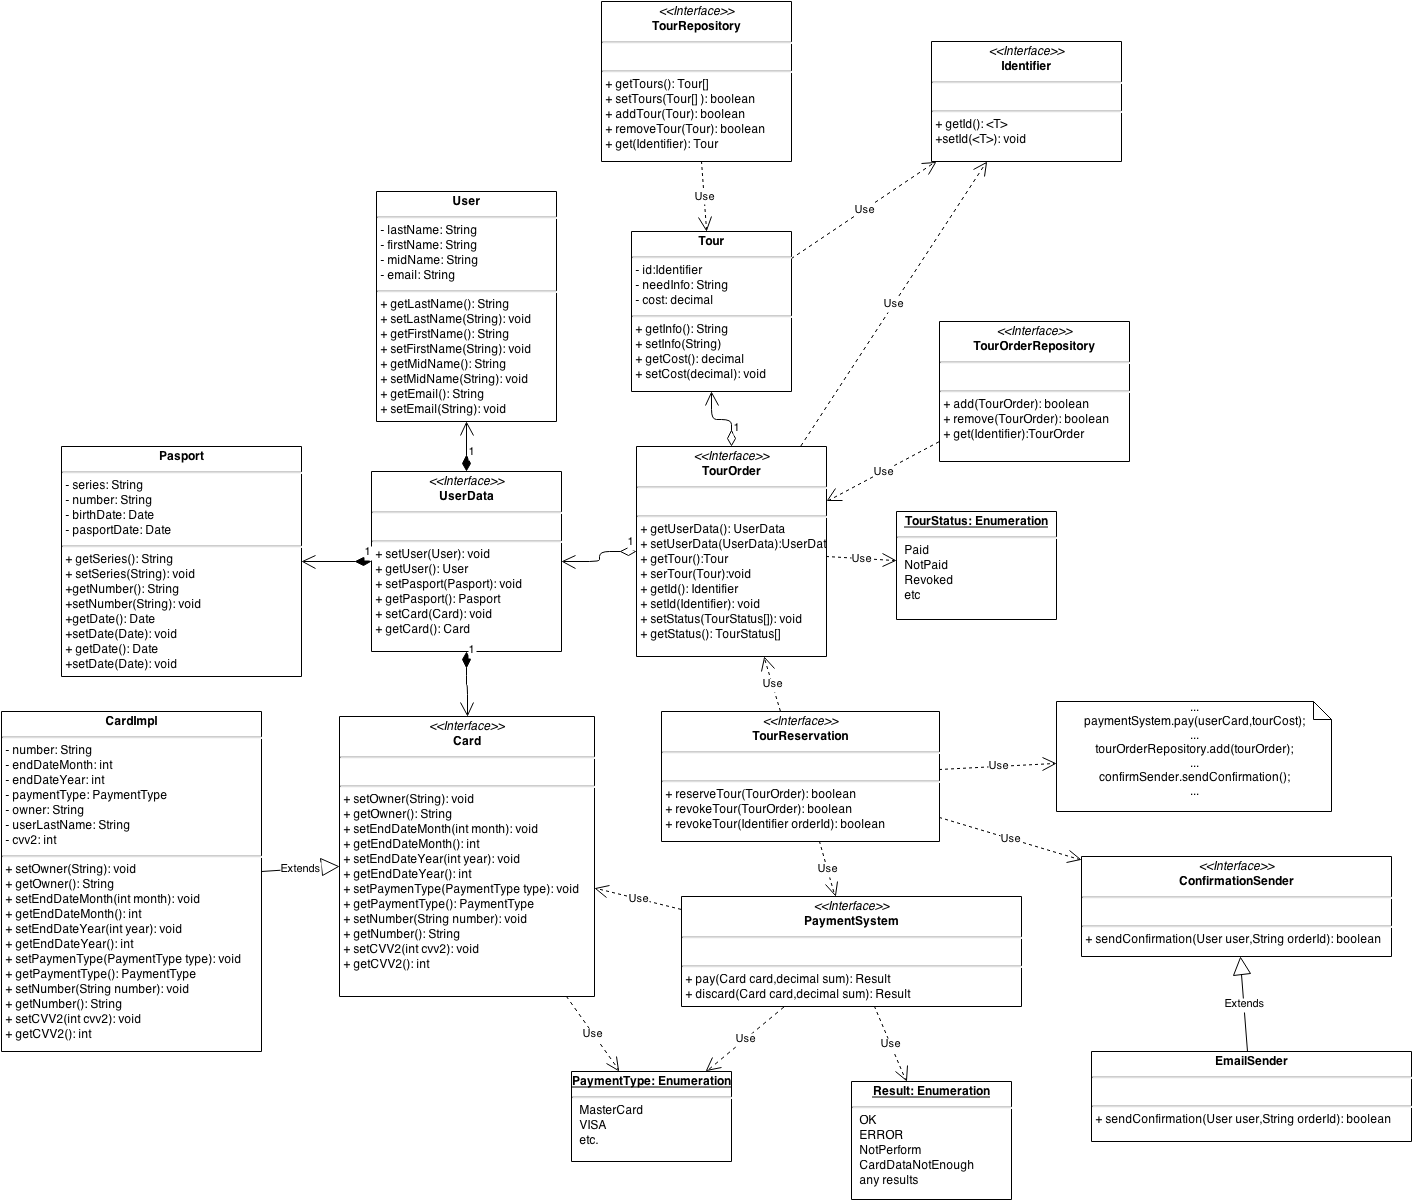 <<Interface>>
TourRepository
+ getTours(): Tour[]
+ setTours(Tour[] ): boolean
+ addTour(Tour): boolean
+ removeTour(Tour): boolean
+ get(Identifier): Tour
<<Interface>>
Identifier
+ getId(): <T>
+setId(<T>): void
Use
Use
Use
User
- lastName: String
- firstName: String
- midName: String
- email: String
+ getLastName(): String
+ setLastName(String): void
+ getFirstName(): String
+ setFirstName(String): void
+ getMidName(): String
+ setMidName(String): void
+ getEmail(): String
+ setEmail(String): void
Tour
- id:Identifier
- needInfo: String
- cost: decimal
+ getInfo(): String
+ setInfo(String)
+ getCost(): decimal
+ setCost(decimal): void
<<Interface>>
TourOrderRepository
+ add(TourOrder): boolean
+ remove(TourOrder): boolean
+ get(Identifier):TourOrder
1
1
Use
Pasport
- series: String
- number: String
- birthDate: Date
- pasportDate: Date
+ getSeries(): String
+ setSeries(String): void
+getNumber(): String
+setNumber(String): void
+getDate(): Date
+setDate(Date): void
+ getDate(): Date
+setDate(Date): void
1
<<Interface>>
UserData
+ setUser(User): void
+ getUser(): User
+ setPasport(Pasport): void
+ getPasport(): Pasport
+ setCard(Card): void
+ getCard(): Card
1
1
<<Interface>>
TourOrder
+ getUserData(): UserData
+ setUserData(UserData):UserDat
+ getTour():Tour
+ serTour(Tour):void
+ getId(): Identifier
+ setId(Identifier): void
+ setStatus(TourStatus[]): void
+ getStatus(): TourStatus[]
Use
TourStatus: Enumeration
Paid
NotPaid
Revoked
etc
Use
CardImpl
- number: String
- endDateMonth: int
- endDateYear: int
- paymentType: PaymentType
- owner: String
- userLastName: String
- cvv2: int
+ setOwner(String): void
+ getOwner(): String
+ setEndDateMonth(int month): void
+ getEndDateMonth(): int
+ setEndDateYear(int year): void
+ getEndDateYear(): int
+ setPaymenType(PaymentType type): void
+ getPaymentType(): PaymentType
+ setNumber(String number): void
+ getNumber(): String
+ setCVV2(int cvv2): void
+ getCVV2(): int
Extends
<<Interface>>
Card
+ setOwner(String): void
+ getOwner(): String
+ setEndDateMonth(int month): void
+ getEndDateMonth(): int
+ setEndDateYear(int year): void
+ getEndDateYear(): int
+ setPaymenType(PaymentType type): void
+ getPaymentType(): PaymentType
+ setNumber(String number): void
+ getNumber(): String
+ setCVV2(int cvv2): void
+ getCVV2(): int
<<Interface>>
TourReservation
+ reserveTour(TourOrder): boolean
+ revokeTour(TourOrder): boolean
+ revokeTour(Identifier orderId): boolean
Use
...
paymentSystem.pay(userCard,tourCost);
...
tourOrderRepository.add(tourOrder);
...
confirmSender.sendConfirmation();
...
Use
Use
Use
<<Interface>>
PaymentSystem
+ pay(Card card,decimal sum): Result
+ discard(Card card,decimal sum): Result
<<Interface>>
ConfirmationSender
+ sendConfirmation(User user,String orderId): boolean
Extends
Use
Use
Use
PaymentType: Enumeration
MasterCard
VISA
etc.
Result: Enumeration
OK
ERROR
NotPerform
CardDataNotEnough
any results
EmailSender
+ sendConfirmation(User user,String orderId): boolean